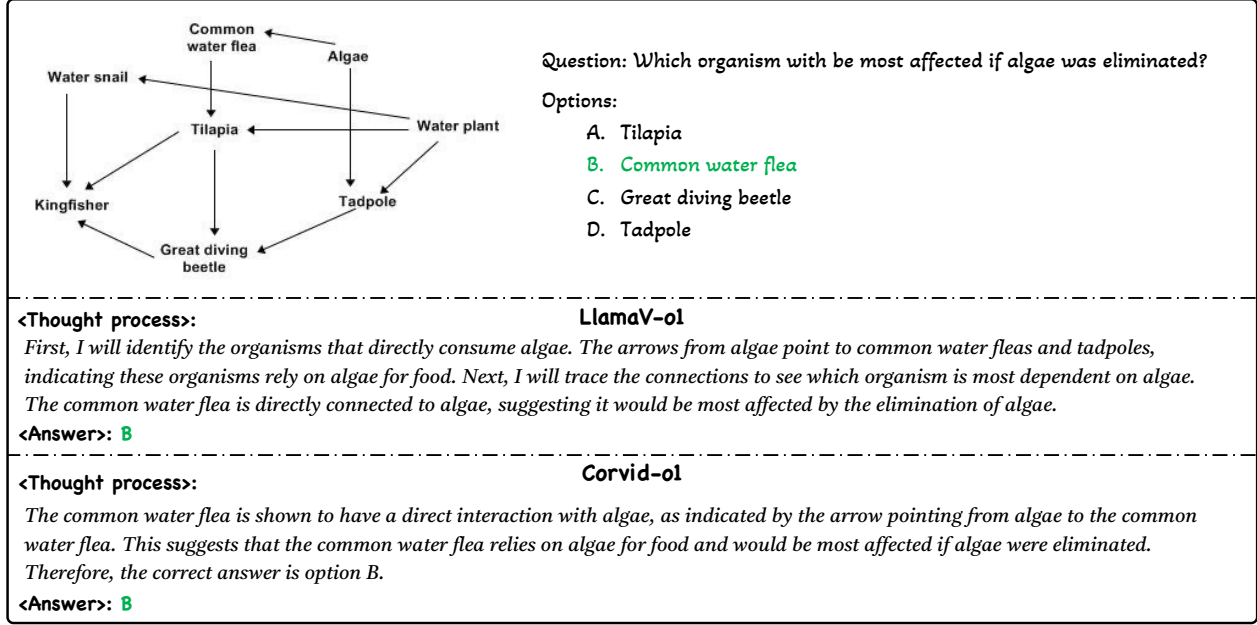 Common
water flea
Algae
Water snail
Tilapia
Water plant
Kingfisher
Tadpole
Great diving
beetle
Question: Which organism with be most affected if algae was eliminated?
Options:
A. Tilapia
B. Common water flea
C. Great diving beetle
D. Tadpole
<Thought process>:
LlamaV-o1
First, I will identify the organisms that directly consume algae. The arrows from algae point to common water fleas and tadpoles,
indicating these organisms rely on algae for food. Next, I will trace the connections to see which organism is most dependent on algae.
The common water flea is directly connected to algae, suggesting it would be most affected by the elimination of algae.
<Answer>: B
Corvid-o1
<Thought process>:
The common water flea is shown to have a direct interaction with algae, as indicated by the arrow pointing from algae to the common
water flea. This suggests that the common water flea relies on algae for food and would be most affected if algae were eliminated.
Therefore, the correct answer is option B.
<Answer>: B